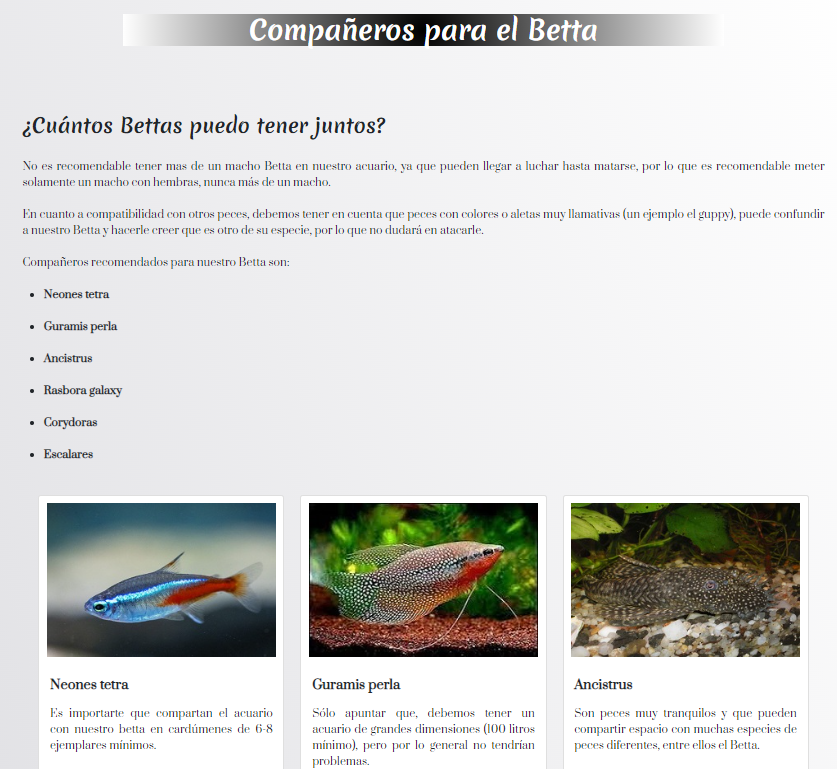 Compañeros para el Betta
¿Cuántos Bettas puedo tener juntos?
No es recomendable tener mas de un macho Betta en nuestro acuario, ya que pueden llegar a luchar hasta matarse, por lo que es recomendable meter
solamente un macho con hembras, nunca más de un macho.
En cuanto a compatibilidad con otros peces, debemos tener en cuenta que peces con colores o aletas muy llamativas (un ejemplo el guppy), puede confundir
a nuestro Betta y hacerle creer que es otro de su especie, por lo que no dudará en atacarle.
Compañeros recomendados para nuestro Betta son:
• Neones tetra
• Guramis perla
• Ancistrus
• Rasbora galaxy
• Corydoras
• Escalares
Neones tetra
Es importarte que compartan el acuario
con nuestro betta en cardúmenes de 6-8
ejemplares mínimos.
Guramis perla
Sólo apuntar que, debemos tener un
acuario de grandes dimensiones (100 litros
mínimo), pero por lo general no tendrían
problemas.
Ancistrus
Son peces muy tranquilos y que pueden
compartir espacio con muchas especies de
peces diferentes, entre ellos el Betta.